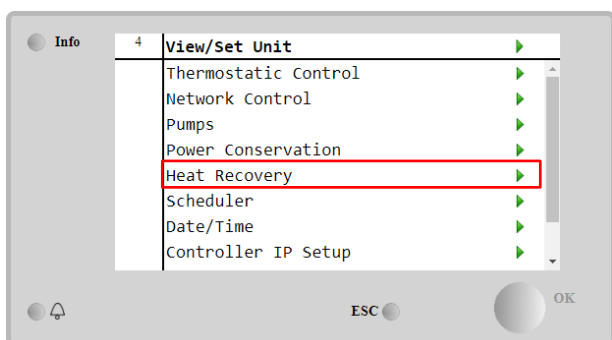 Info
4 View/Set Unit
Thermostatic Control
Network Control
Pumps
Power Conservation
Heat Recovery
Scheduler
Date/Time
Controller IP Setup
ESC
OK